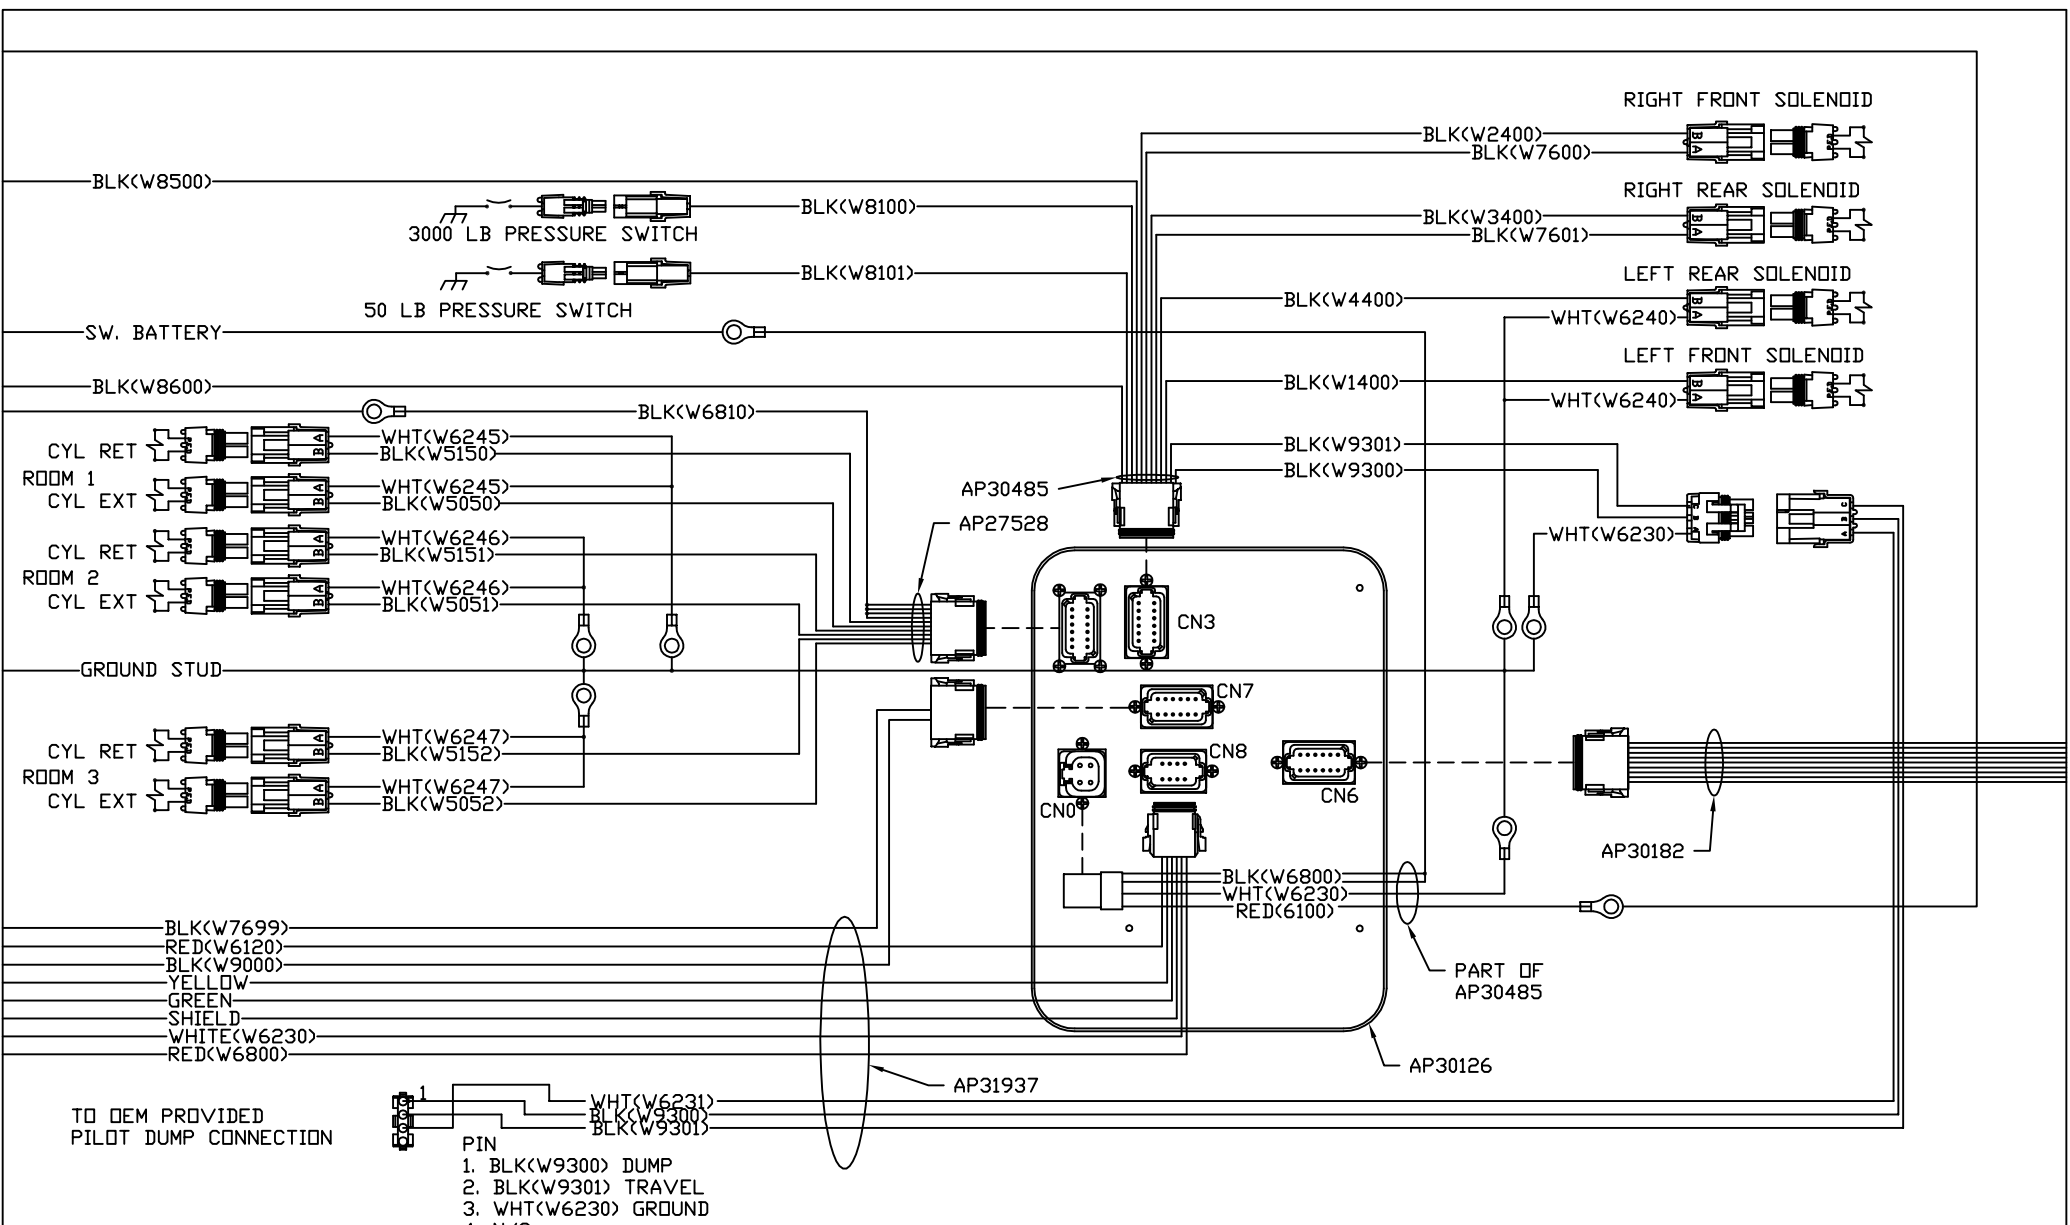 RIGHT FRONT SOLENOID
BLK(W2400)
B
A
BLK(W7600)
BLK(W8500)
RIGHT REAR SOLENOID
BLK(W8100)
BLK(W3400)
B
A
3000 LB PRESSURE SWITCH
BLK(W7601)
BLK(W8101)
LEFT REAR SOLENOID
50 LB PRESSURE SWITCH
BLK(W4400)
B
A
WHT(W6240)
SW. BATTERY
LEFT FRONT SOLENOID
BLK(W8600)
BLK(W1400)
B
A
WHT(W6240)
BLK(W6810)
CYL RET
A
B
WHT(W6245)
BLK(W5150)
BLK(W9301)
BLK(W9300)
ROOM 1
CYL EXT
A
B
WHT(W6245)
BLK(W5050)
AP30485
AP27528
C
B
A
C
B
A
WHT(W6230)
CYL RET
A
B
WHT(W6246)
BLK(W5151)
ROOM 2
CYL EXT
A
B
WHT(W6246)
BLK(W5051)
CN3
GROUND STUD
CN7
CYL RET
A
B
WHT(W6247)
BLK(W5152)
CN8
ROOM 3
CYL EXT
A
B
WHT(W6247)
BLK(W5052)
CN0
CN6
AP30182
BLK(W6800)
WHT(W6230)
RED(6100)
BLK(W7699)
RED(W6120)
BLK(W9000)
YELLOW
GREEN
SHIELD
WHITE(W6230)
RED(W6800)
PART OF
AP30485
AP30126
AP31937
TO OEM PROVIDED
PILOT DUMP CONNECTION
1
WHT(W6231)
BLK(W9300)
BLK(W9301)
PIN
1. BLK(W9300) DUMP
2. BLK(W9301) TRAVEL
3. WHT(W6230) GROUND